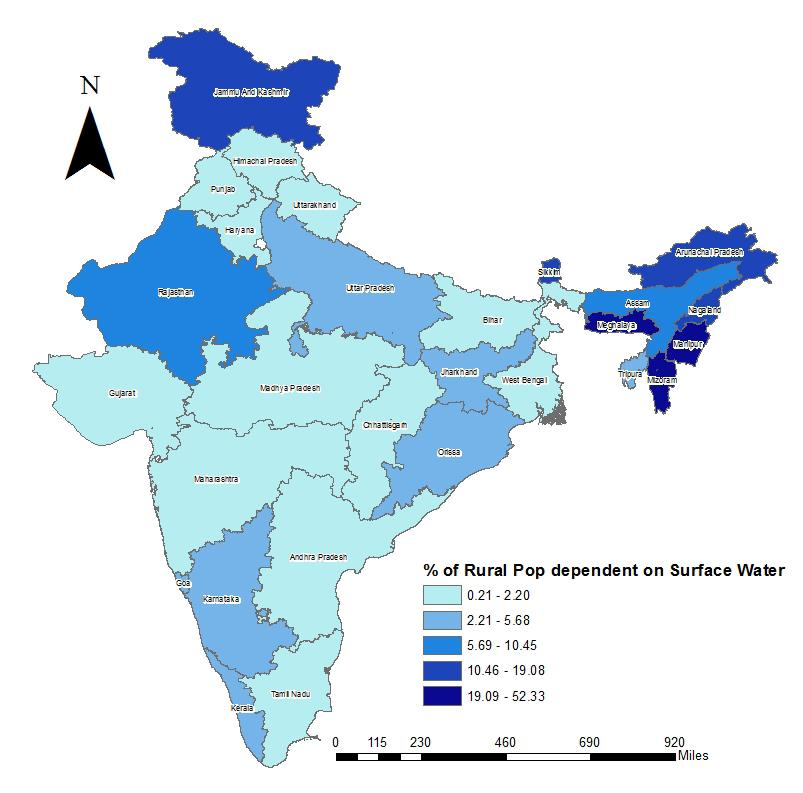 N
Jammu And Kashmir
Himachal Pradesh
Punjab
Uttarakhand
Haryana
Sikkim
Arunachal Pradesh
Rajasthan
Uttar Pradesh
Assam
Nagaland
Bihar
Meghalaya
Manipur
Jharkhand
Tripura
Mizoram
West Bengal
Gujarat
Madhya Pradesh
Chhattisgarh
Orissa
Maharashtra
Andhra Pradesh
Goa
Karnataka
Kerala
Tamil Nadu
% of Rural Pop dependent on Surface Water
0.21 - 2.20
2.21 - 5.68
5.69 - 10.45
10.46 - 19.08
19.09 - 52.33
0 115 230 460 690 920
Miles